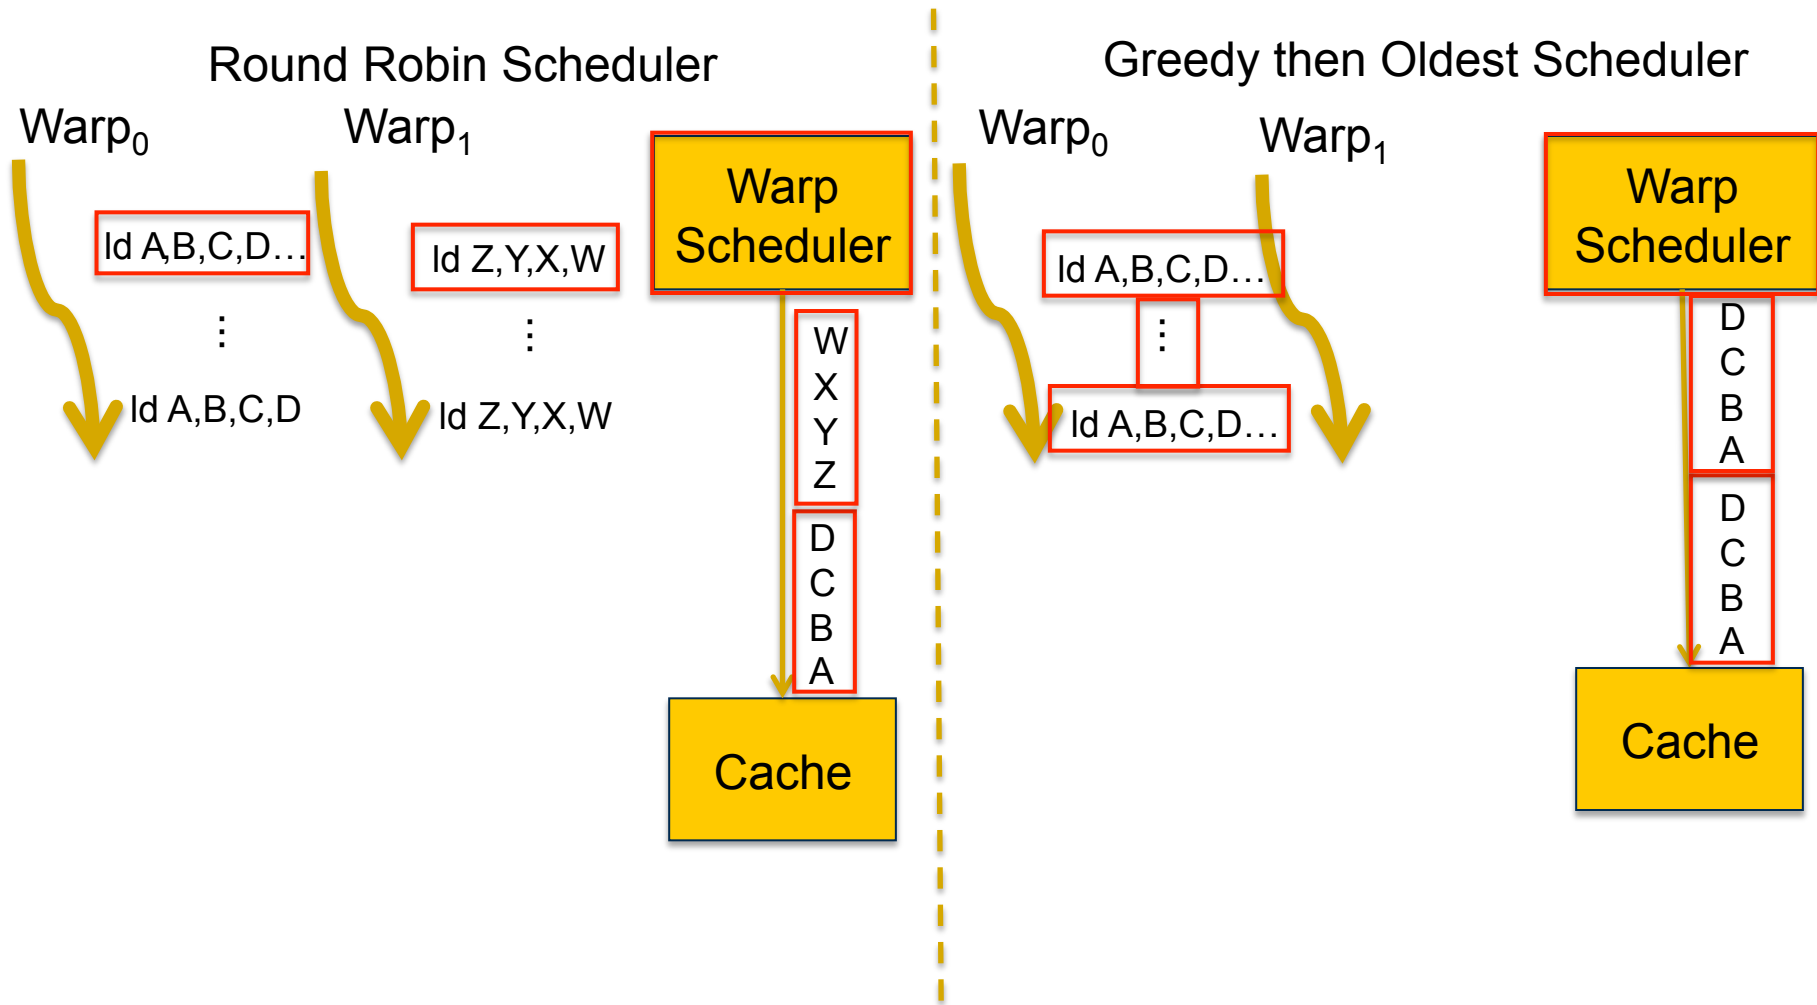 Round Robin Scheduler
Warp0
Warp1
ld A,B,C,D…
ld Z,Y,X,W
⋮
⋮
ld A,B,C,D
ld Z,Y,X,W
Warp
Scheduler
W
X
Y
Z
D
C
B
A
Cache
Greedy then Oldest Scheduler
Warp0
Warp1
ld A,B,C,D…
⋮
ld A,B,C,D…
Warp
Scheduler
D
C
B
A
D
C
B
A
Cache